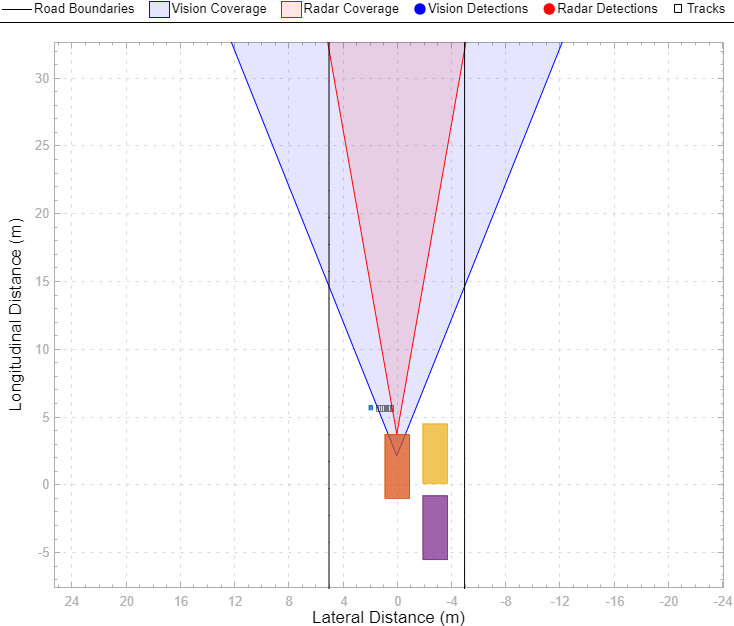 Road Boundaries Vision Coverage Radar Coverage Vision Detections Radar Detections Tracks
30
25
20
15
10
5
0
-5
24 20 16 12 8 4 0 -4 -8 -12 -16 -20 -24
Lateral Distance (m)
Longitudinal Distance (m)